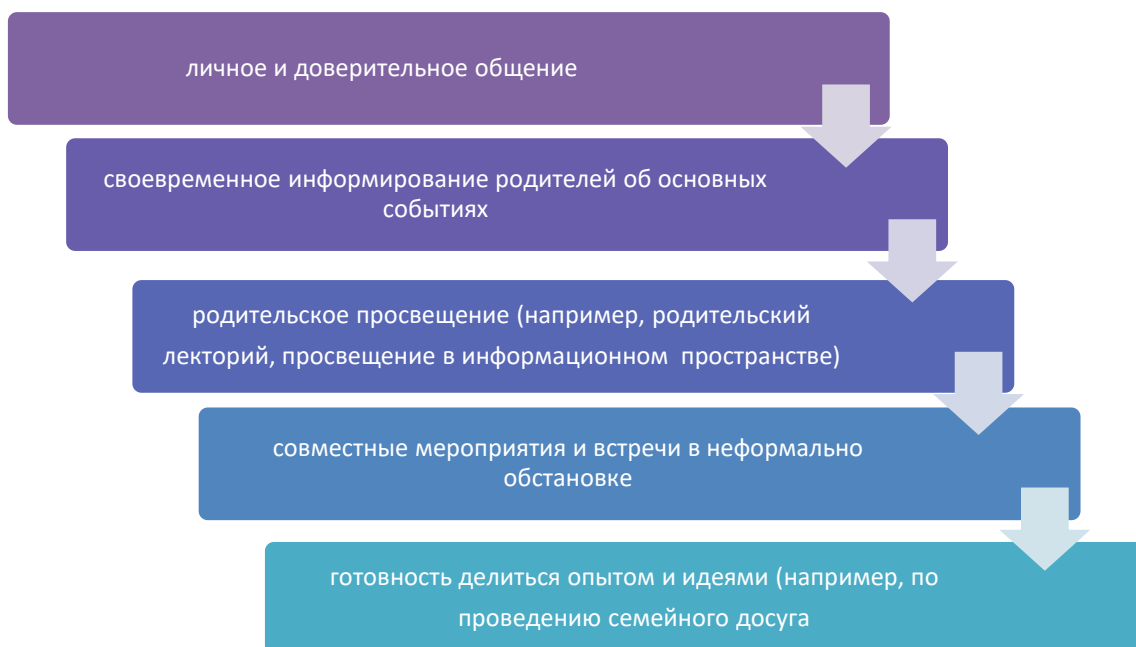 личное и доверительное общение
своевременное информирование родителей об основных
событиях
родительское просвещение (например, родительский
лекторий, просвещение в информационном  пространстве)
совместные мероприятия и встречи в неформально
обстановке
готовность делиться опытом и идеями (например, по
проведению семейного досуга